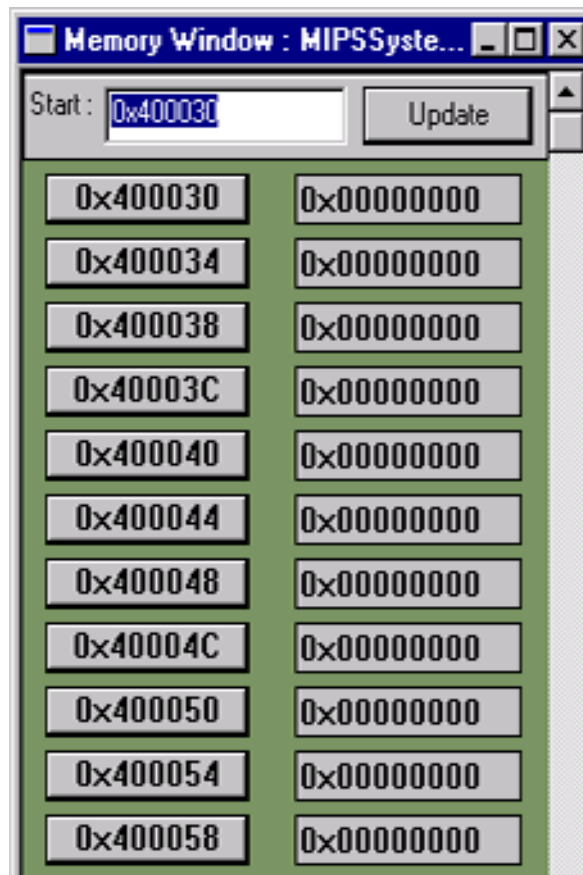 Memory Window : MIPSSyste...
Start : 0x400030 Update
0x400030 0x00000000
0x400034 0x00000000
0x400038 0x00000000
0x40003C 0x00000000
0x400040 0x00000000
0x400044 0x00000000
0x400048 0x00000000
0x40004C 0x00000000
0x400050 0x00000000
0x400054 0x00000000
0x400058 0x00000000